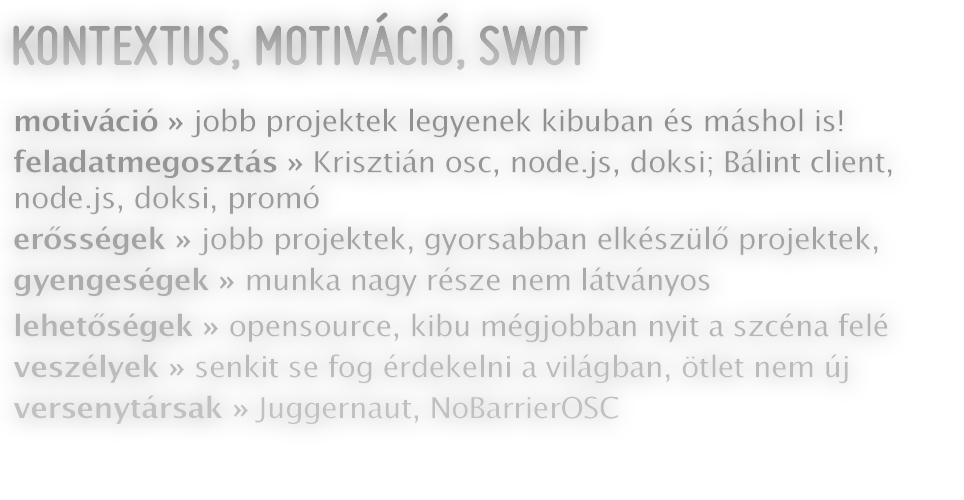 KONTEXTUS, MOTIVÁCIÓ, SWOT
motiváció » jobb projektek legyenek kibuban és máshol is!
feladatmegosztás » Krisztián osc, node.js, doksi; Bálint client,
node.js, doksi, promó
erősségek » jobb projektek, gyorsabban elkészülő projektek,
gyengeségek » munka nagy része nem látványos
lehetőségek » opensource, kibu mégjobban nyit a szcéna felé
veszélyek » senkit se fog érdekelni a világban, ötlet nem új
versenytársak » Juggernaut, NoBarrierOSC